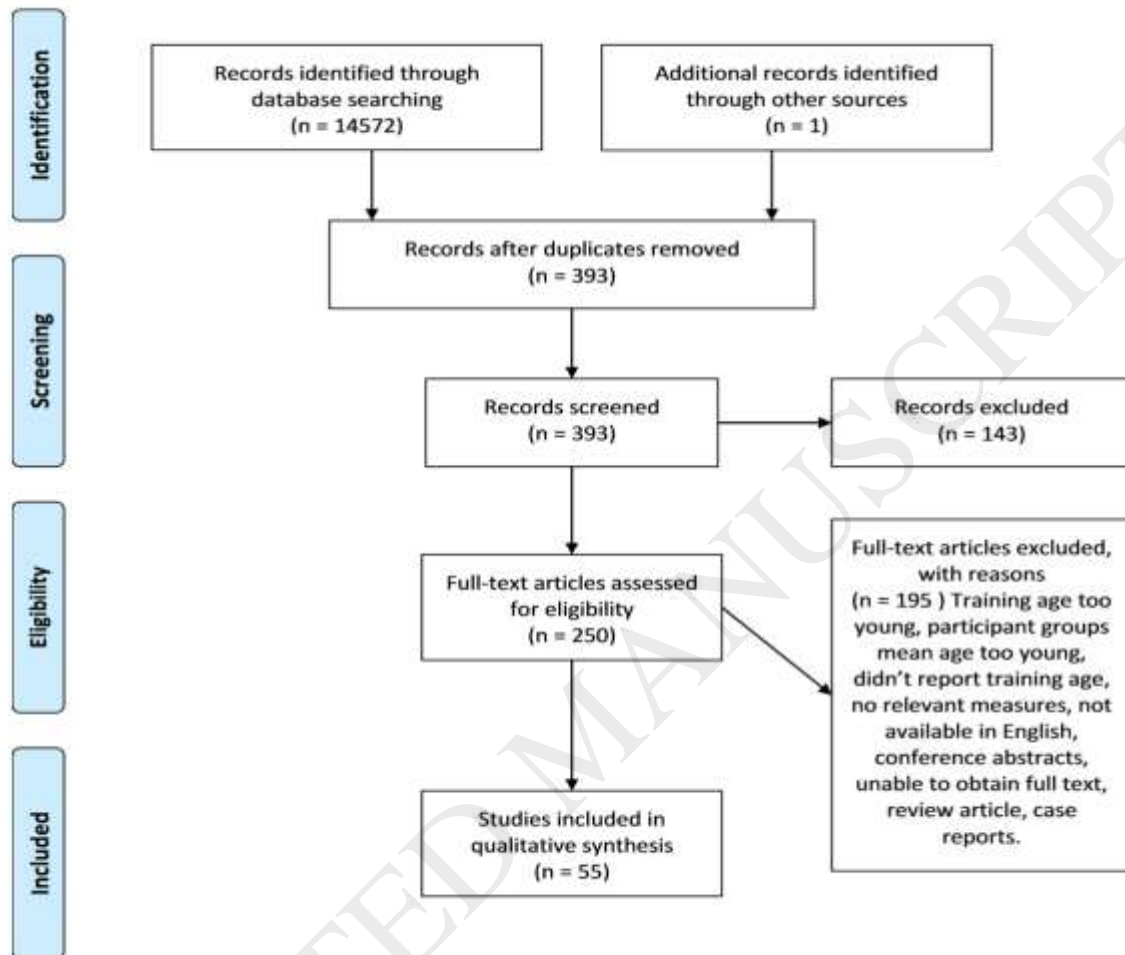 Identification
Records identified through
database searching
(n = 14572)
Additional records identified
through other sources
(n = 1)
Records after duplicates removed
(n = 393)
Screening
Records screened
(n = 393)
Records excluded
(n = 143)
Eligibility
Full-text articles assessed
for eligibility
(n = 250)
Full-text articles excluded,
with reasons
(n = 195 ) Training age too
young, participant groups
mean age too young,
didn't report training age,
no relevant measures, not
available in English,
conference abstracts,
unable to obtain full text,
review article, case
reports.
Included
Studies included in
qualitative synthesis
(n = 55)
TED MANUSCRIPT